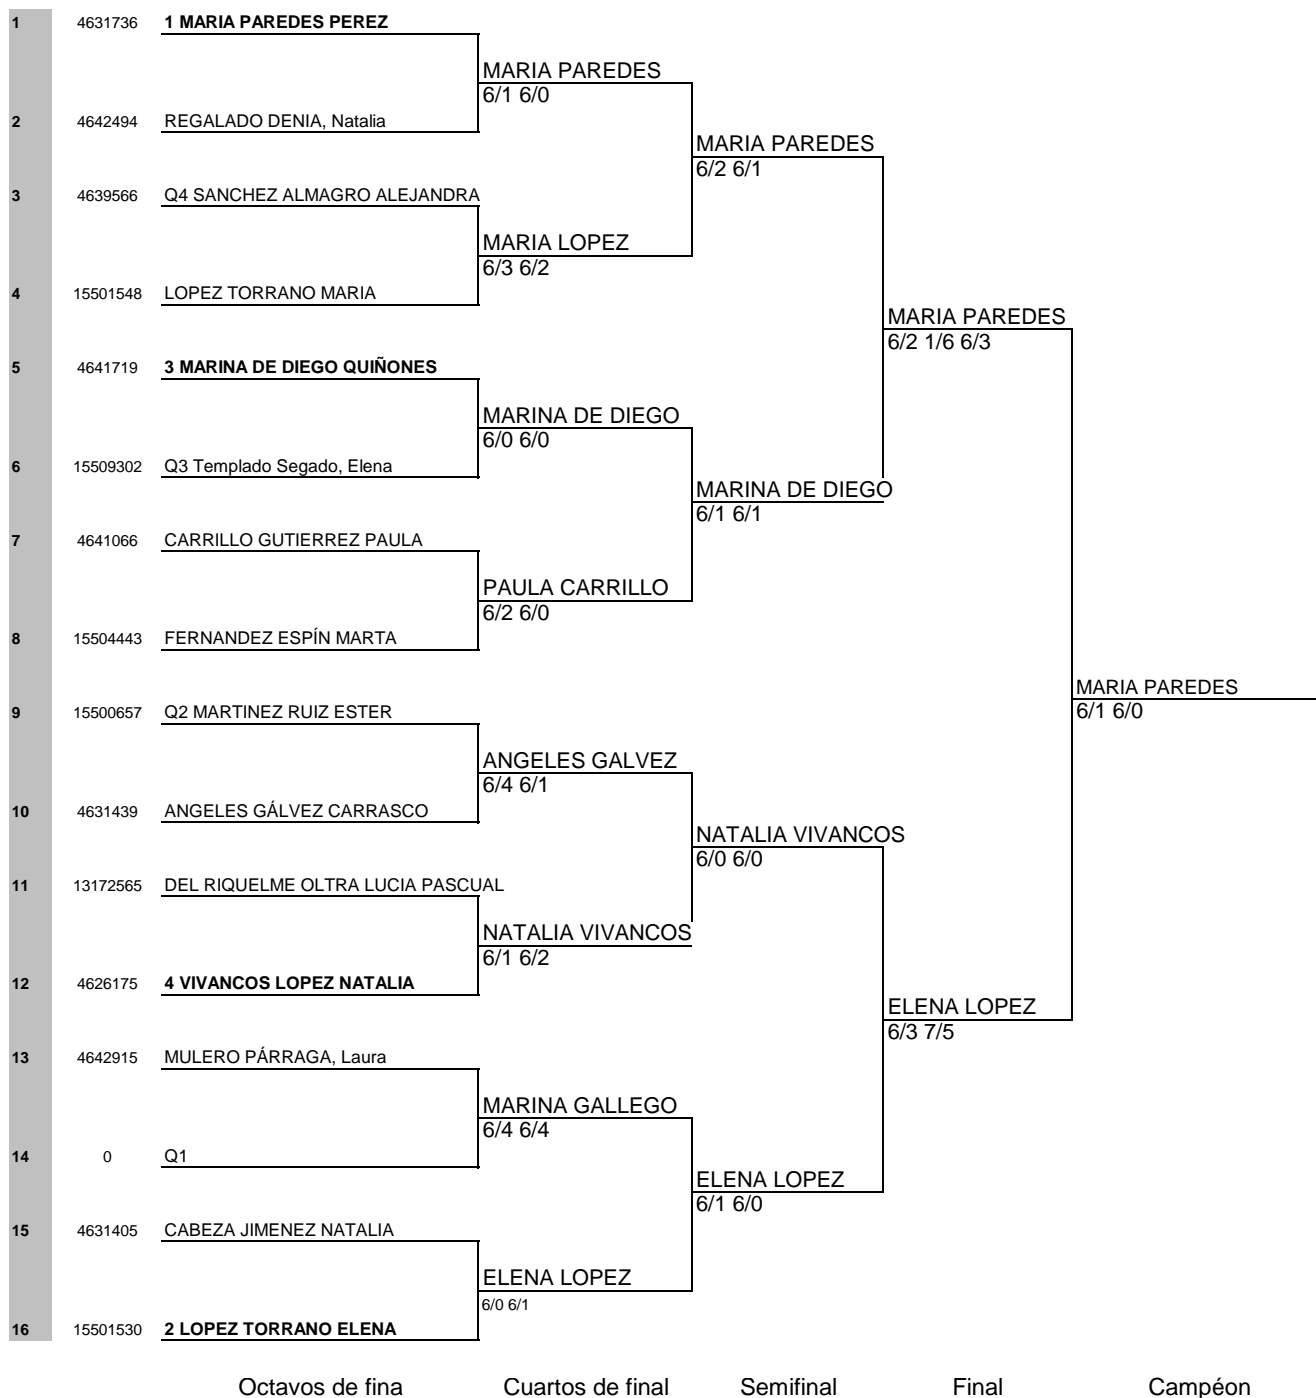 1 4631736 1 MARIA PAREDES PEREZ
MARIA PAREDES
6/1 6/0
2 4642494 REGALADO DENIA, Natalia
MARIA PAREDES
6/2 6/1
3 4639566 Q4 SANCHEZ ALMAGRO ALEJANDRA
MARIA LOPEZ
6/3 6/2
4 15501548 LOPEZ TORRANO MARIA
MARIA PAREDES
6/2 1/6 6/3
5 4641719 3 MARINA DE DIEGO QUIÑONES
MARINA DE DIEGO
6/0 6/0
6 15509302 Q3 Templado Segado, Elena
MARINA DE DIEGO
6/1 6/1
7 4641066 CARRILLO GUTIERREZ PAULA
PAULA CARRILLO
6/2 6/0
8 15504443 FERNANDEZ ESPÍN MARTA
MARIA PAREDES
6/1 6/0
9 15500657 Q2 MARTINEZ RUIZ ESTER
ANGELES GALVEZ
6/4 6/1
10 4631439 ANGELES GÁLVEZ CARRASCO
NATALIA VIVANCOS
6/0 6/0
11 13172565 DEL RIQUELME OLTRA LUCIA PASCUAL
NATALIA VIVANCOS
6/1 6/2
12 4626175 4 VIVANCOS LOPEZ NATALIA
ELENA LOPEZ
6/3 7/5
13 4642915 MULERO PÁRRAGA, Laura
MARINA GALLEGO
6/4 6/4
14 0 Q1
ELENA LOPEZ
6/1 6/0
15 4631405 CABEZA JIMENEZ NATALIA
ELENA LOPEZ
6/0 6/1
16 15501530 2 LOPEZ TORRANO ELENA
Octavos de fina Cuartos de final Semifinal Final Campéon